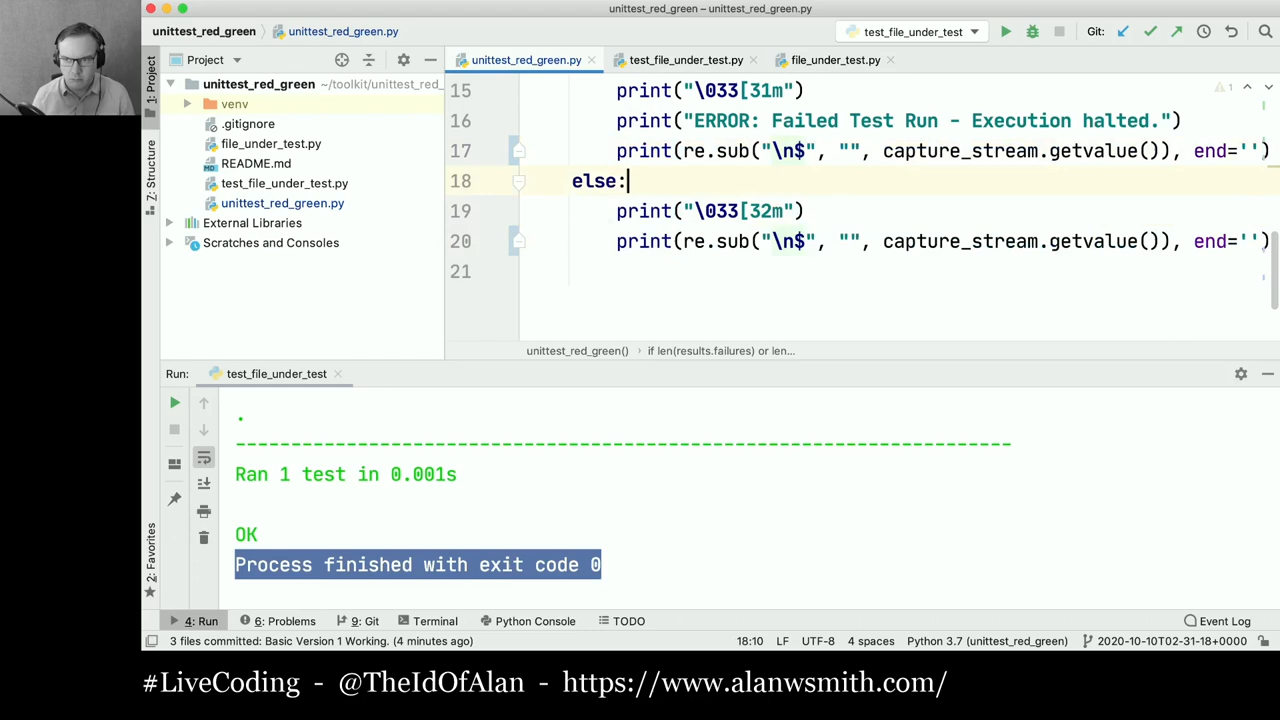 unittest_red_green – unittest_red_green.py
unittest_red_green
unittest_red_green.py
test_file_under_test
Git:
1: Project
Z: Structure
2: Favorites
Project
unittest_red_green ~/toolkit/unittest_red_
venv
.gitignore
file_under_test.py
README.md
test_file_under_test.py
unittest_red_green.py
External Libraries
Scratches and Consoles
unittest_red_green.py
test_file_under_test.py
file_under_test.py
1
15 print("\033[31m")
16 print("ERROR: Failed Test Run - Execution halted.")
17 print(re.sub("\n$", "", capture_stream.getvalue()), end='')
18 else:
19 print("\033[32m")
20 print(re.sub("\n$", "", capture_stream.getvalue()), end='')
21
unittest_red_green() › if len(results.failures) or len...
Run: test_file_under_test
.
----------------------------------------------------------------------
Ran 1 test in 0.001s
OK
Process finished with exit code 0
4: Run
6: Problems
9: Git
Terminal
Python Console
TODO
Event Log
3 files committed: Basic Version 1 Working. (4 minutes ago)
18:10 LF UTF-8 4 spaces Python 3.7 (unittest_red_green) 2020-10-10T02-31-18+0000
#LiveCoding - @TheIdOfAlan - https://www.alanwsmith.com/